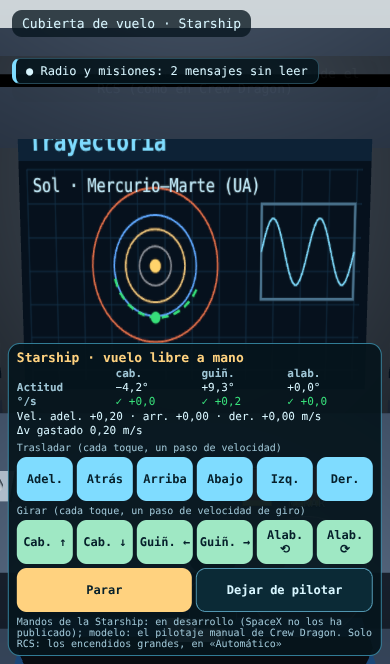 Cubierta de vuelo · Starship
● Radio y misiones: 2 mensajes sin leer
Trayectoria
Sol · Mercurio—Marte (UA)
Starship · vuelo libre a mano
cab. guiñ. alab.
Actitud −4,2° +9,3° +0,0°
°/s ✓ +0,0 ✓ +0,2 ✓ +0,0
Vel. adel. +0,20 · arr. +0,00 · der. +0,00 m/s
Δv gastado 0,20 m/s
Trasladar (cada toque, un paso de velocidad)
Adel. Atrás Arriba Abajo Izq. Der.
Girar (cada toque, un paso de velocidad de giro)
Cab. ↑ Cab. ↓ Guiñ. ← Guiñ. → Alab. ⟲ Alab. ⟳
Parar Dejar de pilotar
Mandos de la Starship: en desarrollo (SpaceX no los ha
publicado); modelo: el pilotaje manual de Crew Dragon. Solo
RCS: los encendidos grandes, en «Automático»